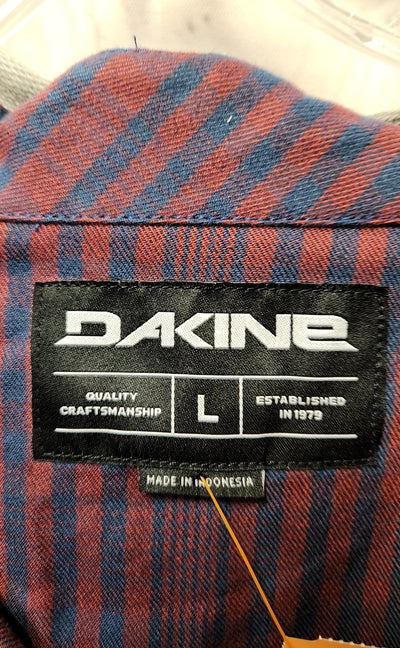 DAKINE
QUALITY
CRAFTSMANSHIP
L
ESTABLISHED
IN 1979
MADE IN INDONESIA